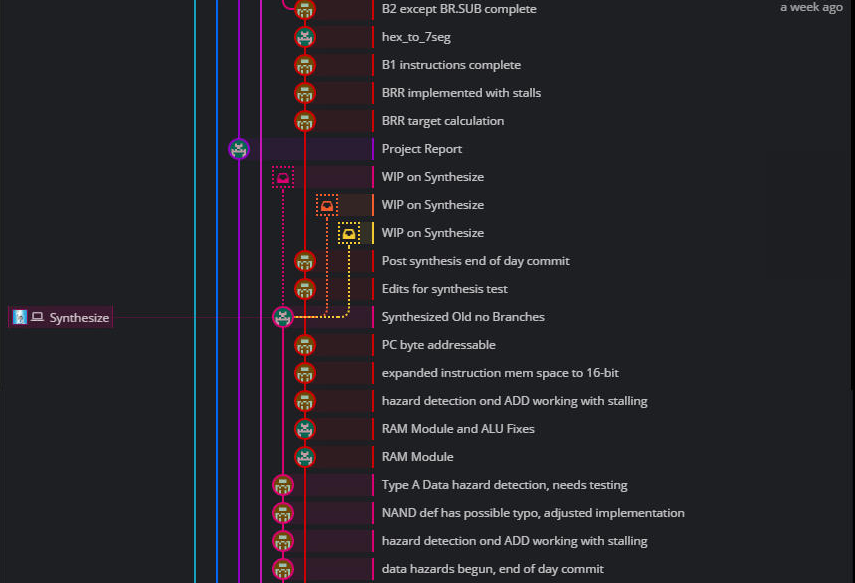 B2 except BR.SUB complete
a week ago
hex_to_7seg
B1 instructions complete
BRR implemented with stalls
BRR target calculation
Project Report
WIP on Synthesize
WIP on Synthesize
WIP on Synthesize
Post synthesis end of day commit
Edits for synthesis test
Synthesize
Synthesized Old no Branches
PC byte addressable
expanded instruction mem space to 16-bit
hazard detection ond ADD working with stalling
RAM Module and ALU Fixes
RAM Module
Type A Data hazard detection, needs testing
NAND def has possible typo, adjusted implementation
hazard detection ond ADD working with stalling
data hazards begun, end of day commit